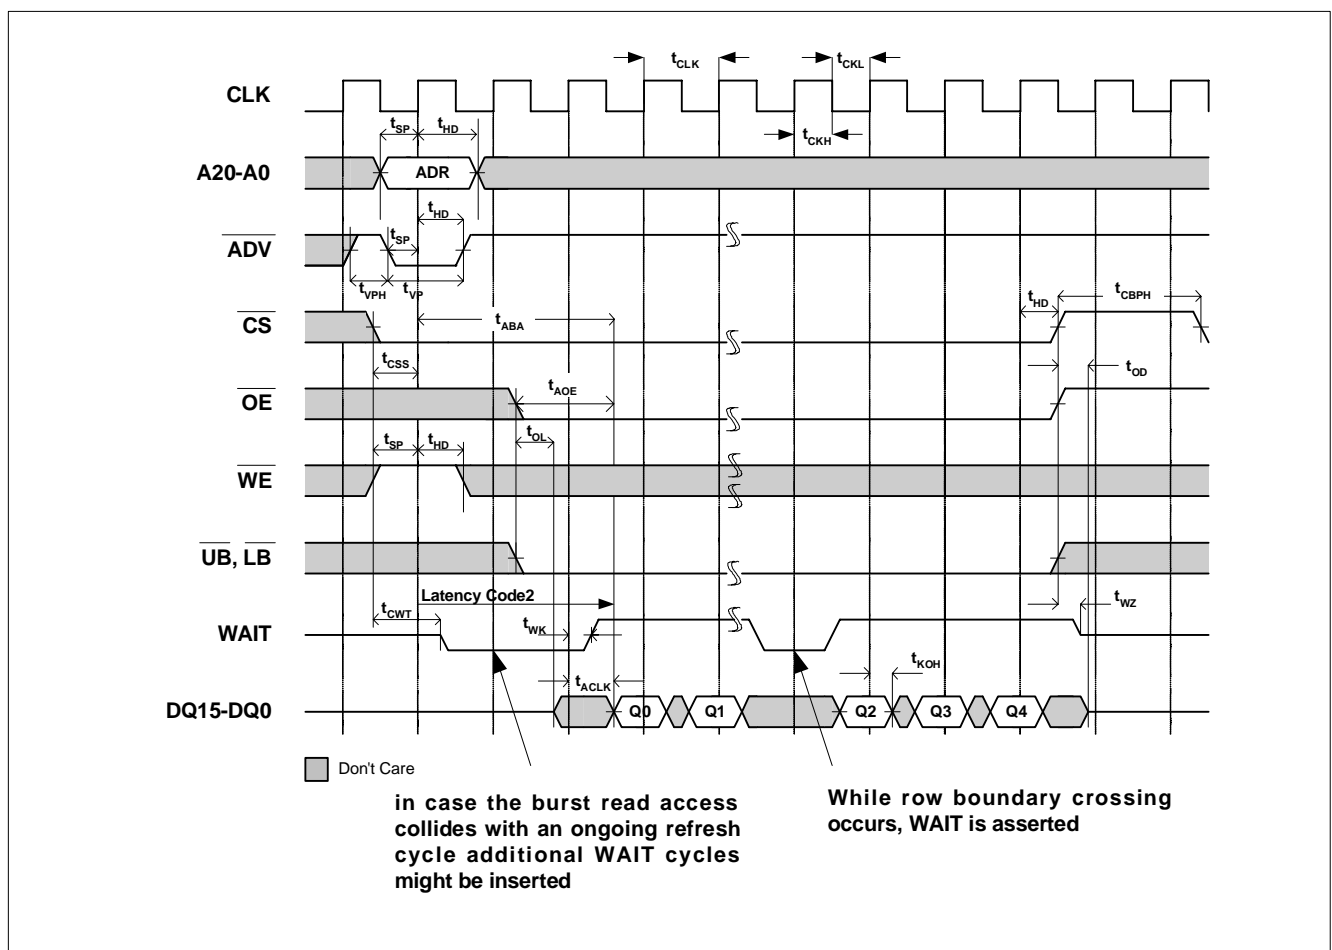 tCLK tCKL
CLK
tSP tHD tCKH
A20-A0 ADR
tHD
ADV tSP
tVPH tVP
tHD tCBPH
CS tABA
tCSS tOD
OE tAOE
tOL
tSP tHD
WE
UB, LB
Latency Code2
tCWT tWZ
WAIT tWK
tKOH
tACLK
DQ15-DQ0 Q0 Q1 Q2 Q3 Q4
Don't Care
in case the burst read access
collides with an ongoing refresh
cycle additional WAIT cycles
might be inserted
While row boundary crossing
occurs, WAIT is asserted